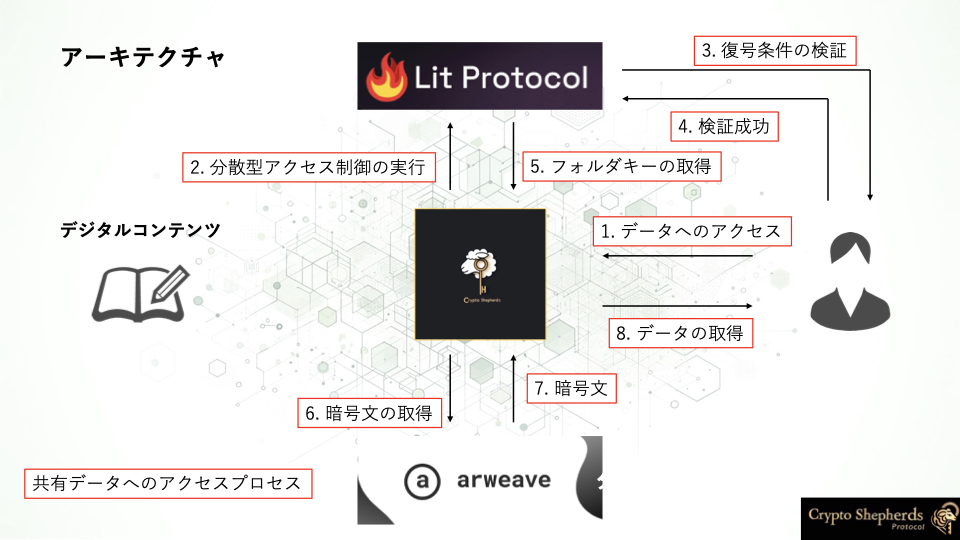 アーキテクチャ
Lit Protocol
3. 復号条件の検証
4. 検証成功
2. 分散型アクセス制御の実行
5. フォルダキーの取得
デジタルコンテンツ
1. データへのアクセス
Crypto Shepherds
8. データの取得
7. 暗号文
6. 暗号文の取得
共有データへのアクセスプロセス
a arweave
Crypto Shepherds
Protocol